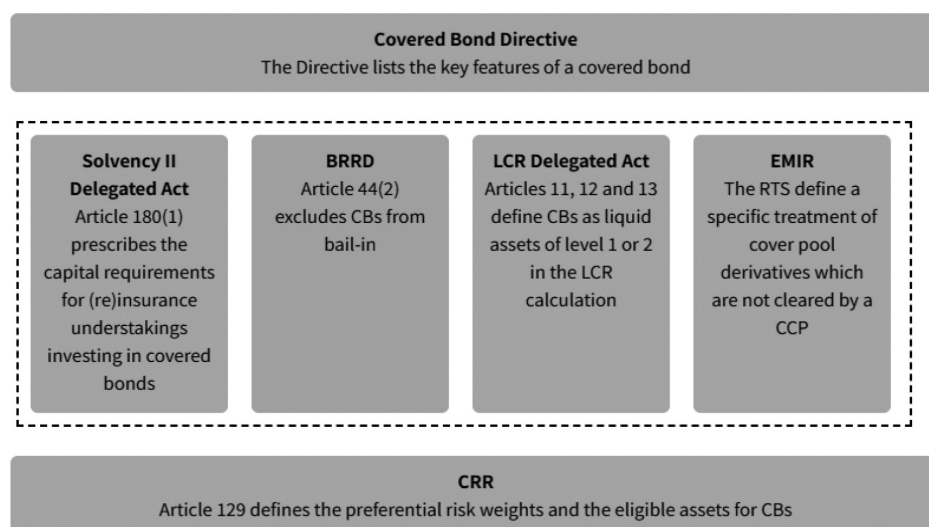 Covered Bond Directive
The Directive lists the key features of a covered bond
Solvency II
Delegated Act
Article 180(1)
prescribes the
capital requirements
for (re)insurance
understakings
investing in covered
bonds
BRRD
Article 44(2)
excludes CBs from
bail-in
LCR Delegated Act
Articles 11, 12 and 13
define CBs as liquid
assets of level 1 or 2
in the LCR
calculation
EMIR
The RTS define a
specific treatment of
cover pool
derivatives which
are not cleared by a
CCP
CRR
Article 129 defines the preferential risk weights and the eligible assets for CBs